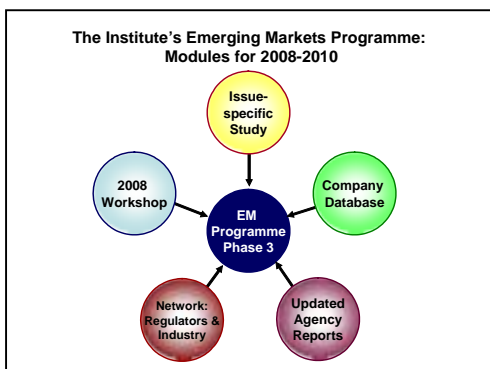 The Institute's Emerging Markets Programme:
Modules for 2008-2010
Issue-
specific
Study
2008
Workshop
Company
Database
EM
Programme
Phase 3
Network:
Regulators &
Industry
Updated
Agency
Reports